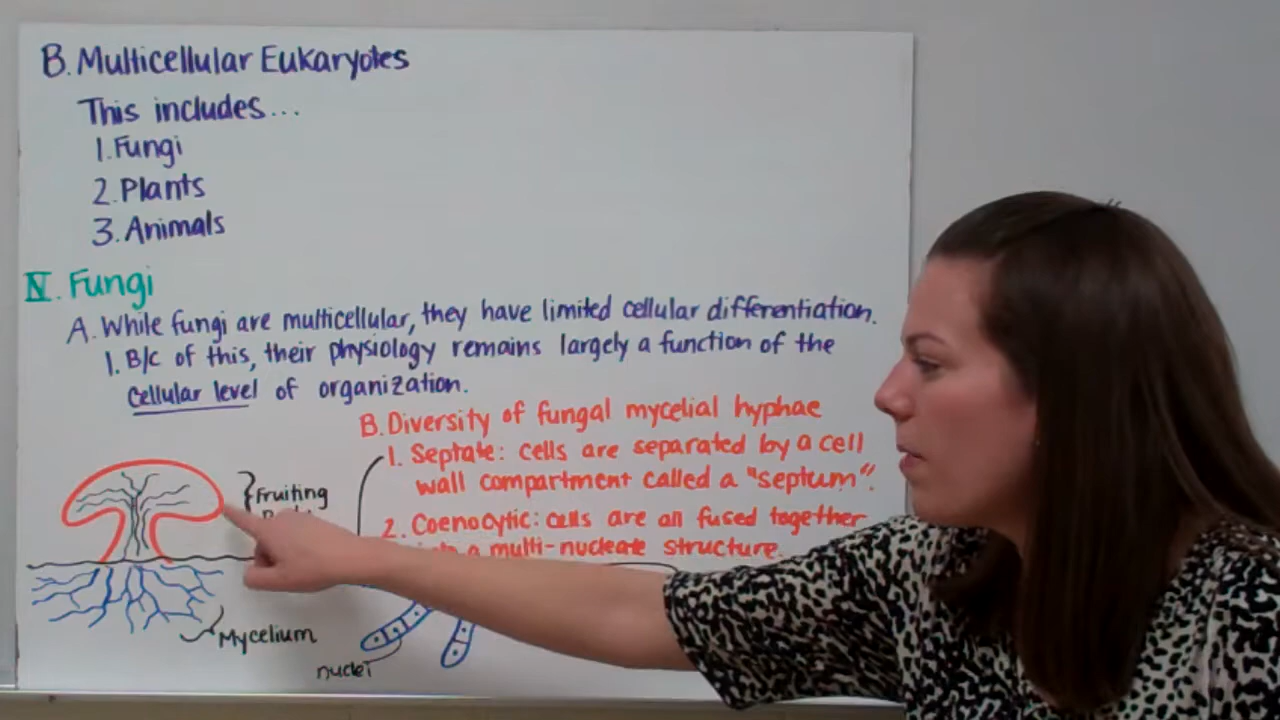 B. Multicellular Eukaryotes
This includes...
1. Fungi
2. Plants
3. Animals
IV. Fungi
A. While fungi are multicellular, they have limited cellular differentiation.
1. B/c of this, their physiology remains largely a function of the
cellular level of organization.
B. Diversity of fungal mycelial hyphae
1. Septate: cells are separated by a cell
wall compartment called a "septum".
2. Coenocytic: cells are all fused together
a multi-nucleate structure.
Fruiting
Mycelium
nuclei